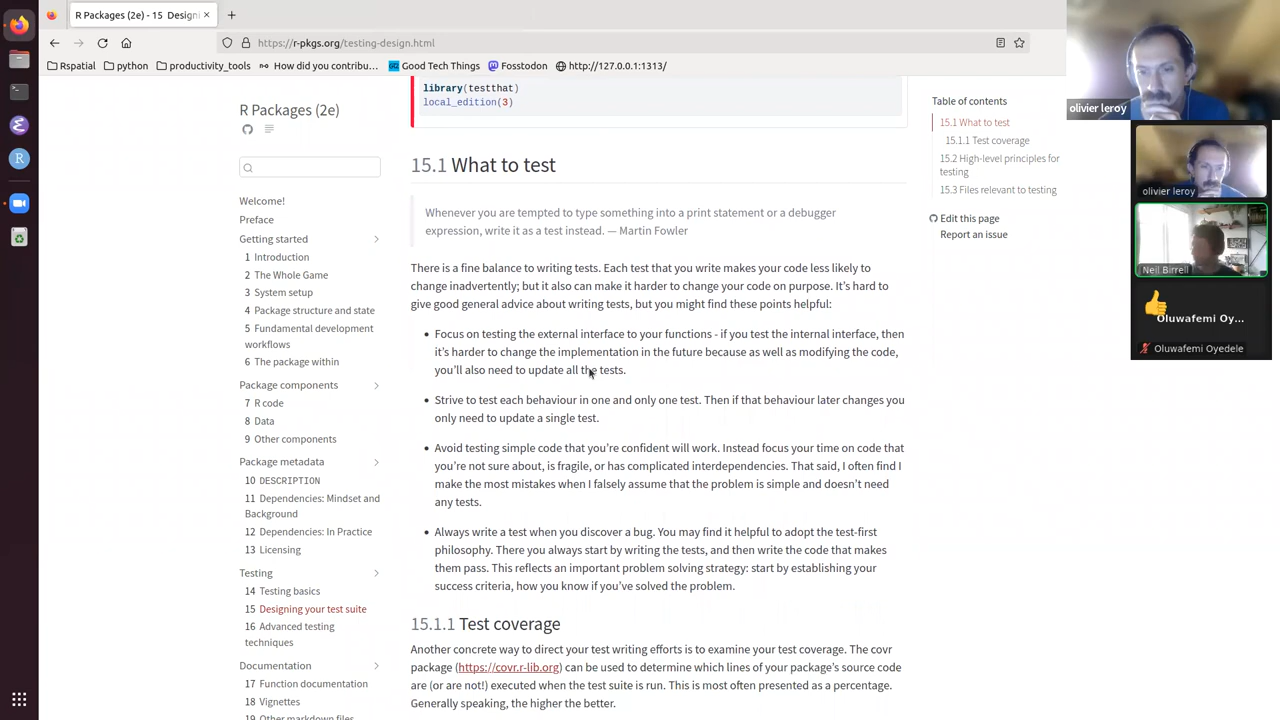 R Packages (2e) - 15 Designi
https://r-pkgs.org/testing-design.html
Rspatial
python
productivity_tools
How did you contribu...
Good Tech Things
Fosstodon
http://127.0.0.1:1313/
R Packages (2e)
Welcome!
Preface
Getting started
1 Introduction
2 The Whole Game
3 System setup
4 Package structure and state
5 Fundamental development
workflows
6 The package within
Package components
7 R code
8 Data
9 Other components
Package metadata
10 DESCRIPTION
11 Dependencies: Mindset and
Background
12 Dependencies: In Practice
13 Licensing
Testing
14 Testing basics
15 Designing your test suite
16 Advanced testing
techniques
Documentation
17 Function documentation
18 Vignettes
19 Other markdown files
library(testthat)
local_edition(3)
15.1 What to test
Whenever you are tempted to type something into a print statement or a debugger
expression, write it as a test instead. — Martin Fowler
There is a fine balance to writing tests. Each test that you write makes your code less likely to
change inadvertently; but it also can make it harder to change your code on purpose. It's hard to
give good general advice about writing tests, but you might find these points helpful:
• Focus on testing the external interface to your functions - if you test the internal interface, then
it's harder to change the implementation in the future because as well as modifying the code,
you'll also need to update all the tests.
• Strive to test each behaviour in one and only one test. Then if that behaviour later changes you
only need to update a single test.
• Avoid testing simple code that you're confident will work. Instead focus your time on code that
you're not sure about, is fragile, or has complicated interdependencies. That said, I often find I
make the most mistakes when I falsely assume that the problem is simple and doesn't need
any tests.
• Always write a test when you discover a bug. You may find it helpful to adopt the test-first
philosophy. There you always start by writing the tests, and then write the code that makes
them pass. This reflects an important problem solving strategy: start by establishing your
success criteria, how you know if you've solved the problem.
15.1.1 Test coverage
Another concrete way to direct your test writing efforts is to examine your test coverage. The covr
package (https://covr.r-lib.org) can be used to determine which lines of your package's source code
are (or are not!) executed when the test suite is run. This is most often presented as a percentage.
Generally speaking, the higher the better.
Table of contents
15.1 What to test
15.1.1 Test coverage
15.2 High-level principles for
testing
15.3 Files relevant to testing
Edit this page
Report an issue
olivier leroy
olivier leroy
Neil Birrell
Oluwafemi Oy...
Oluwafemi Oyedele